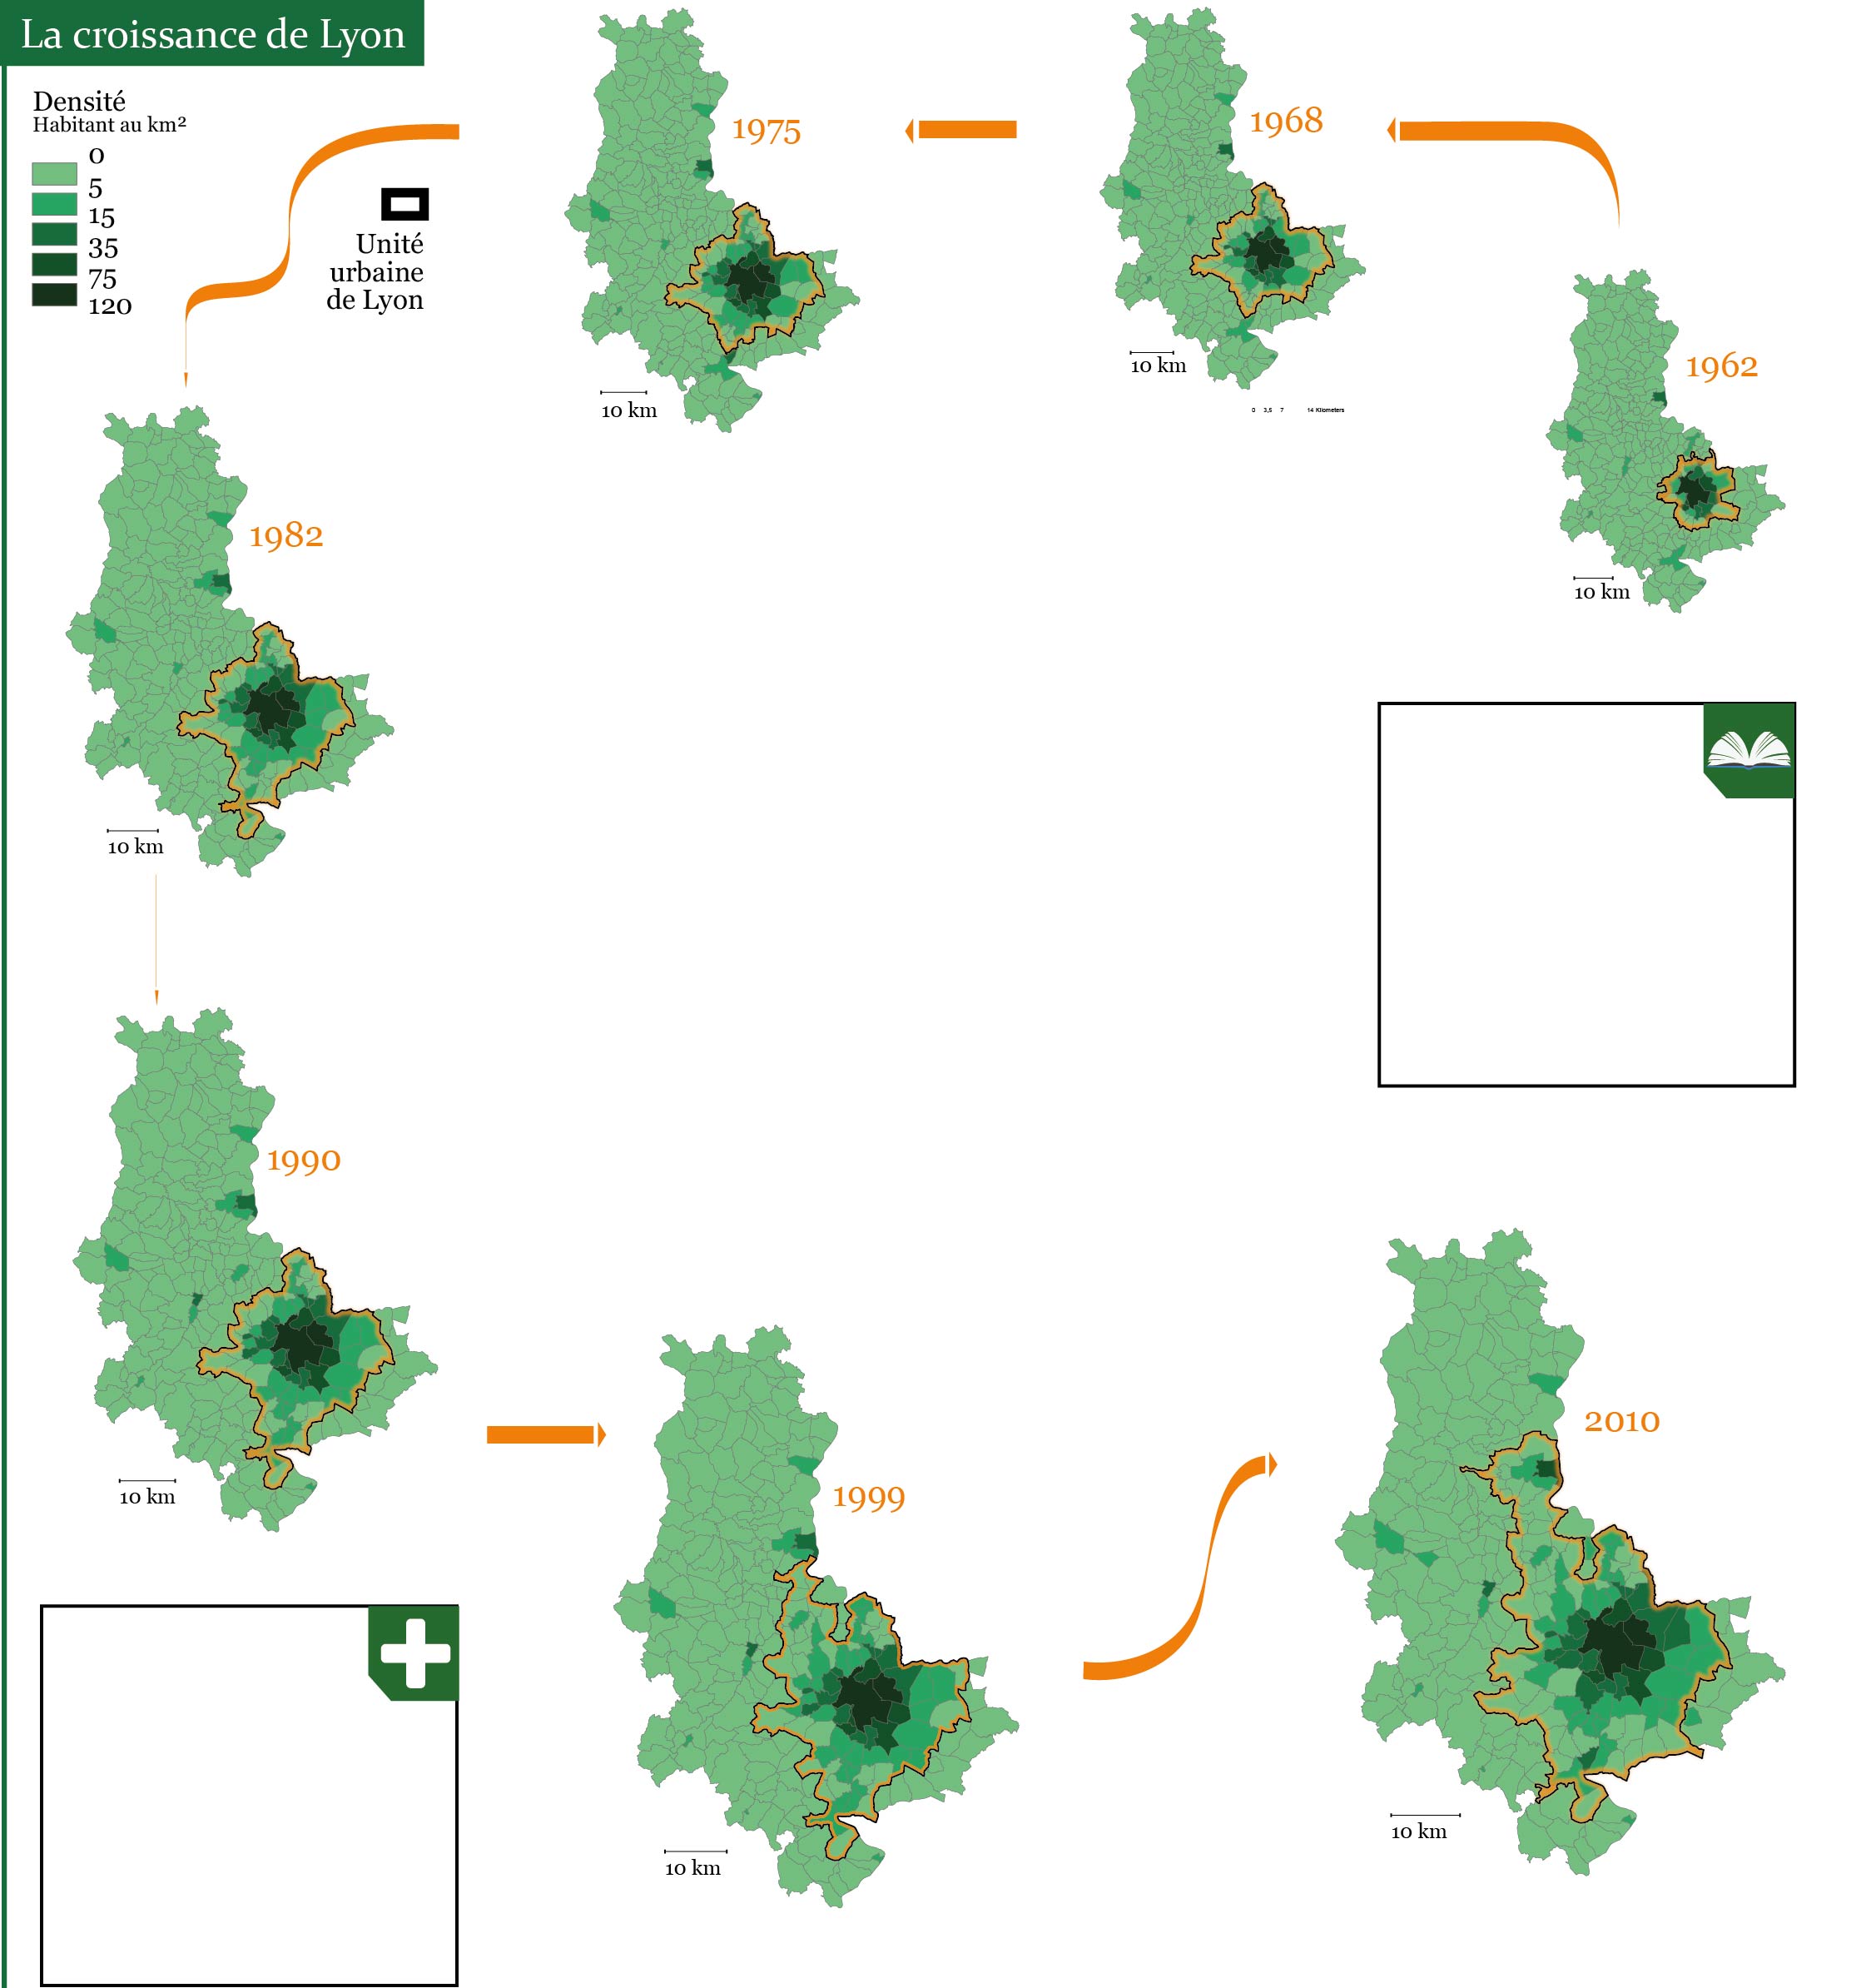 La croissance de Lyon
Densité
Habitant au km²
0
5
15
35
75
120
Unité
urbaine
de Lyon
1962
10 km
1968
10 km
0 3,5 7 14 Kilometers
1975
10 km
1982
10 km
1990
10 km
1999
10 km
2010
10 km